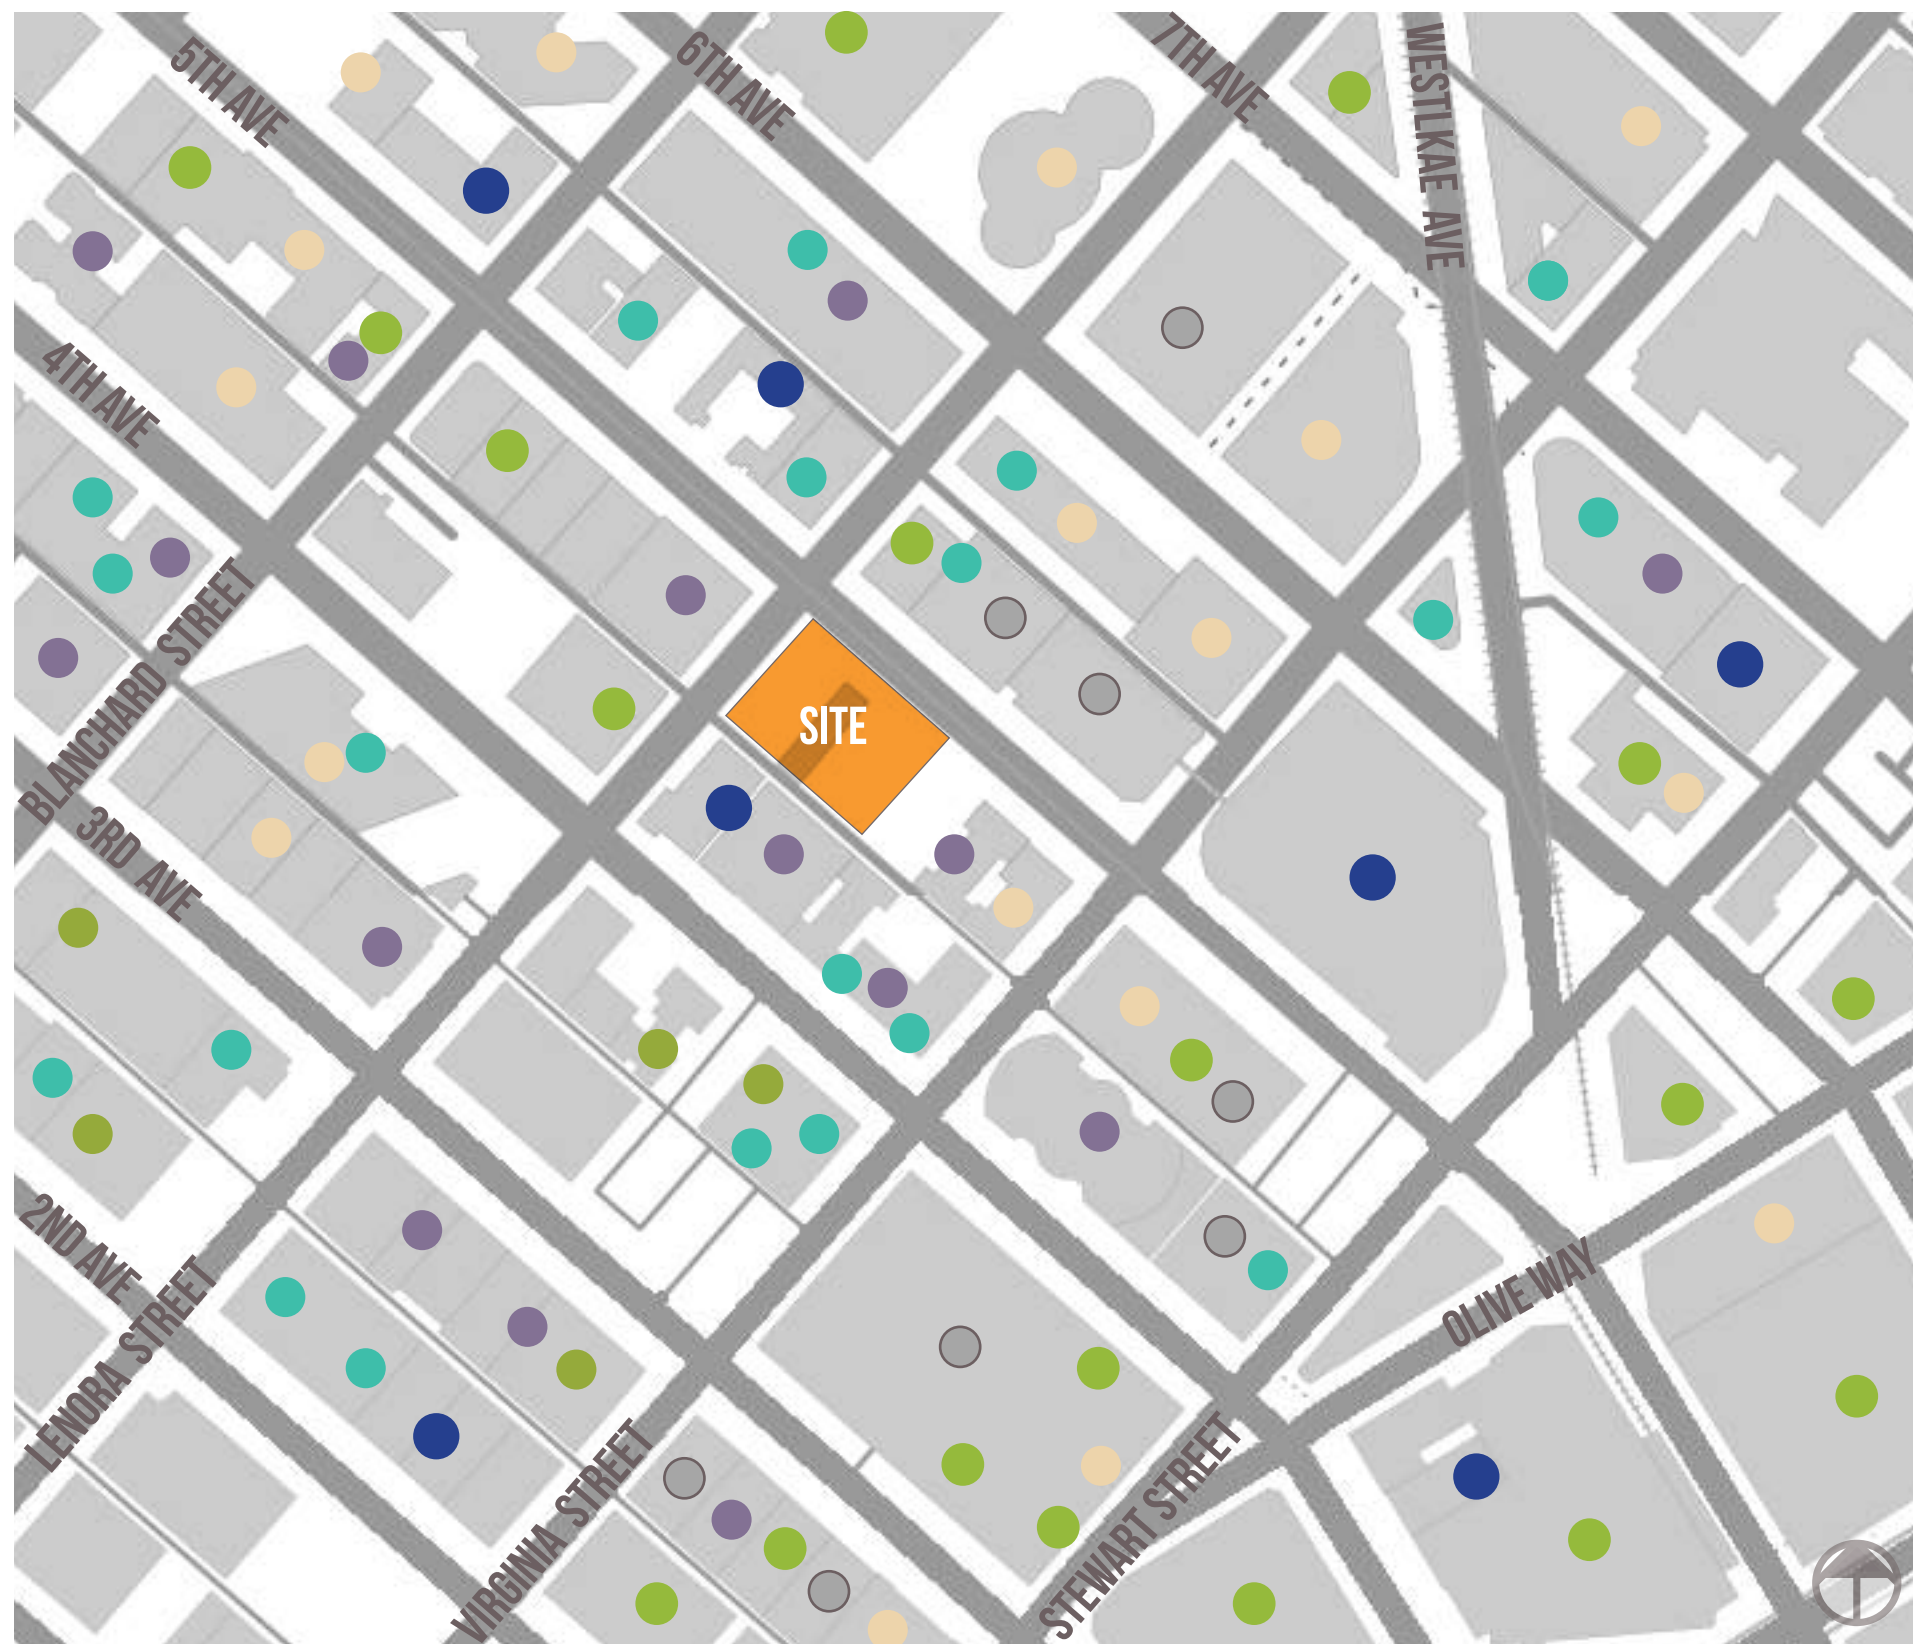 5TH AVE
6TH AVE
7TH AVE
WESTLKAE AVE
4TH AVE
BLANCHARD STREET
SITE
3RD AVE
2ND AVE
LENORA STREET
OLIVE WAY
VIRGINIA STREET
STEWART STREET